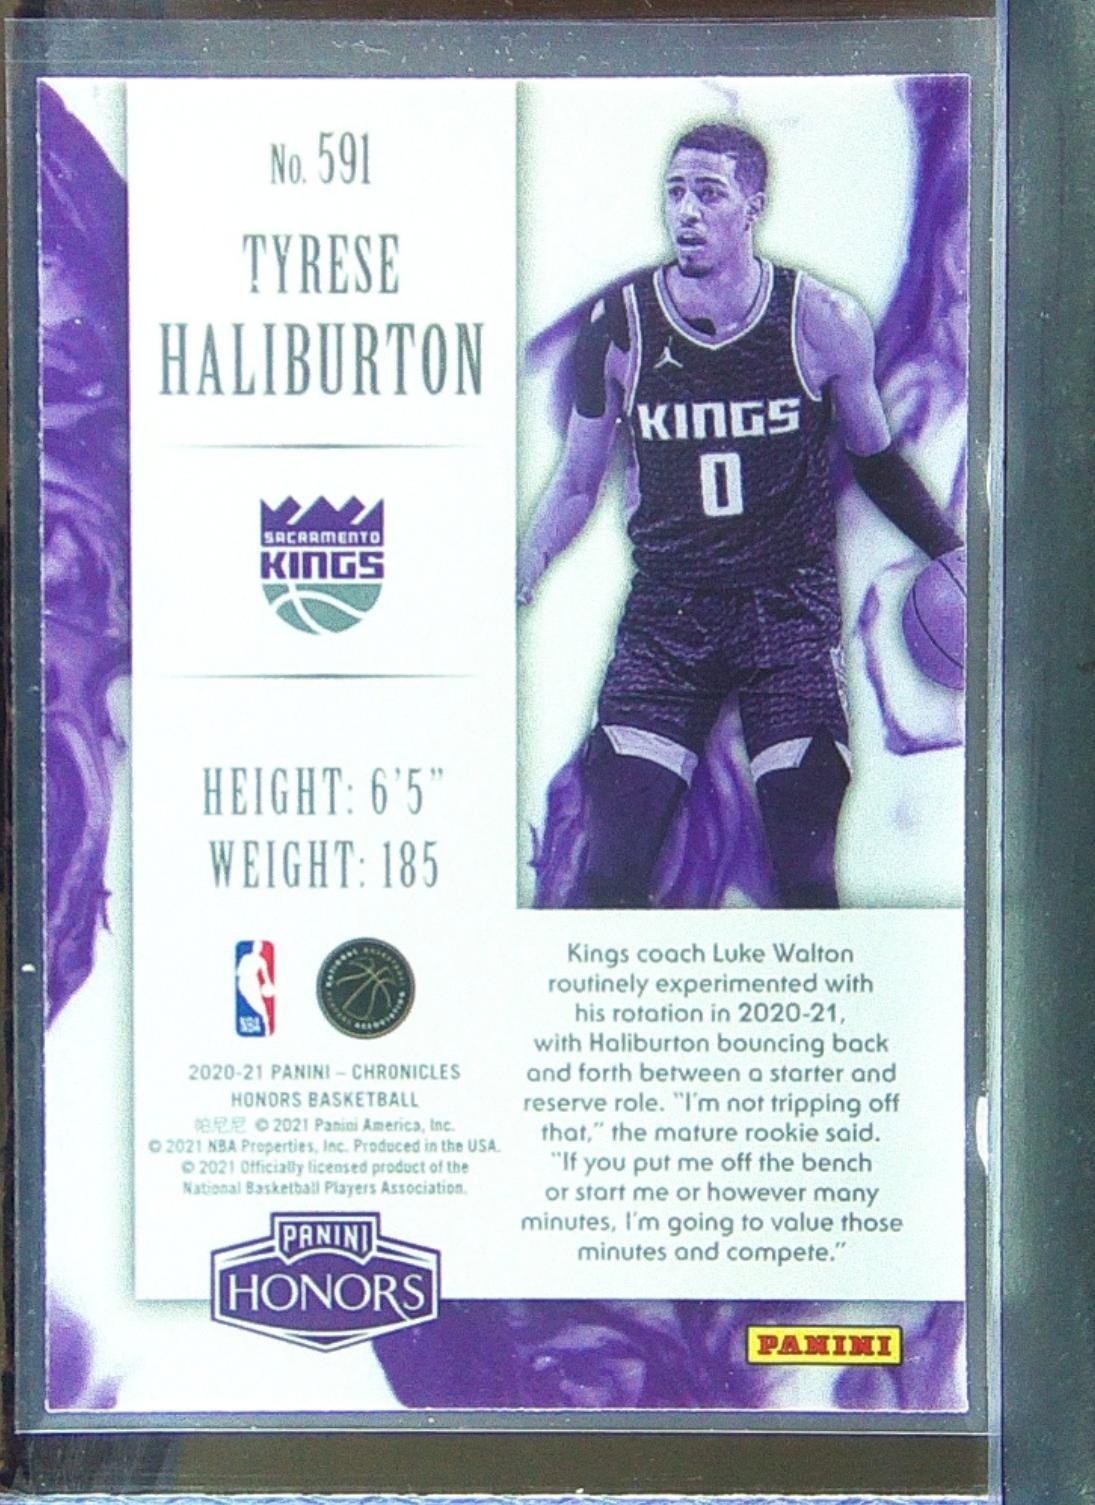 No. 591
TYRESE
HALIBURTON
SACRAMENTO
KINGS
HEIGHT: 6'5"
WEIGHT: 185
NBA
2020-21 PANINI – CHRONICLES
HONORS BASKETBALL
帕尼尼 © 2021 Panini America, Inc.
© 2021 NBA Properties, Inc. Produced in the USA.
© 2021 Officially licensed product of the
National Basketball Players Association.
PANINI
HONORS
KINGS
0
Kings coach Luke Walton
routinely experimented with
his rotation in 2020-21,
with Haliburton bouncing back
and forth between a starter and
reserve role. "I'm not tripping off
that," the mature rookie said.
"If you put me off the bench
or start me or however many
minutes, I'm going to value those
minutes and compete."
PANINI